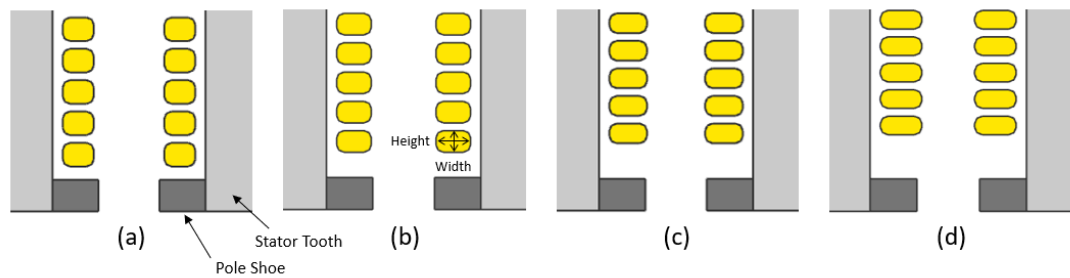 Height
Width
(a)
(b)
(c)
(d)
Stator Tooth
Pole Shoe